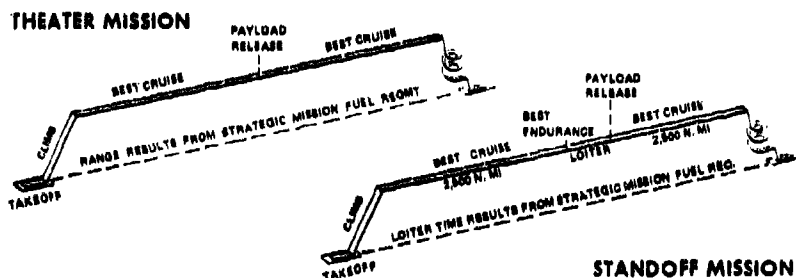 THEATER MISSION
PAYLOAD
RELEASE
BEST CRUISE
BEST CRUISE
CLIMB
RANGE RESULTS FROM STRATEGIC MISSION FUEL REQMT
TAKEOFF
PAYLOAD
RELEASE
BEST
ENDURANCE
BEST CRUISE
BEST CRUISE
2,500 N. MI
LOITER
2,500 N. MI
CLIMB
LOITER TIME RESULTS FROM STRATEGIC MISSION FUEL REQ.
TAKEOFF
STANDOFF MISSION